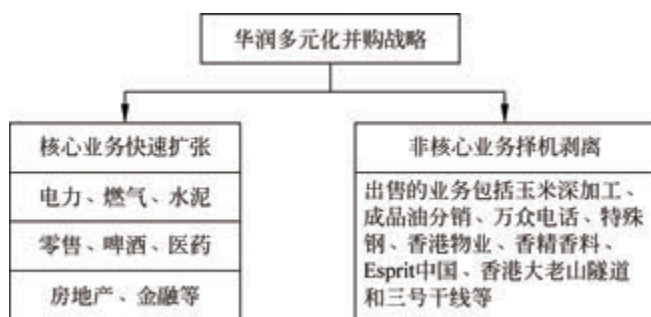 华润多元化并购战略
核心业务快速扩张
电力、燃气、水泥
零售、啤酒、医药
房地产、金融等
非核心业务择机剥离
出售的业务包括玉米深加工、
成品油分销、万众电话、特殊
钢、香港物业、香精香料、
Esprit中国、香港大老山隧道
和三号干线等